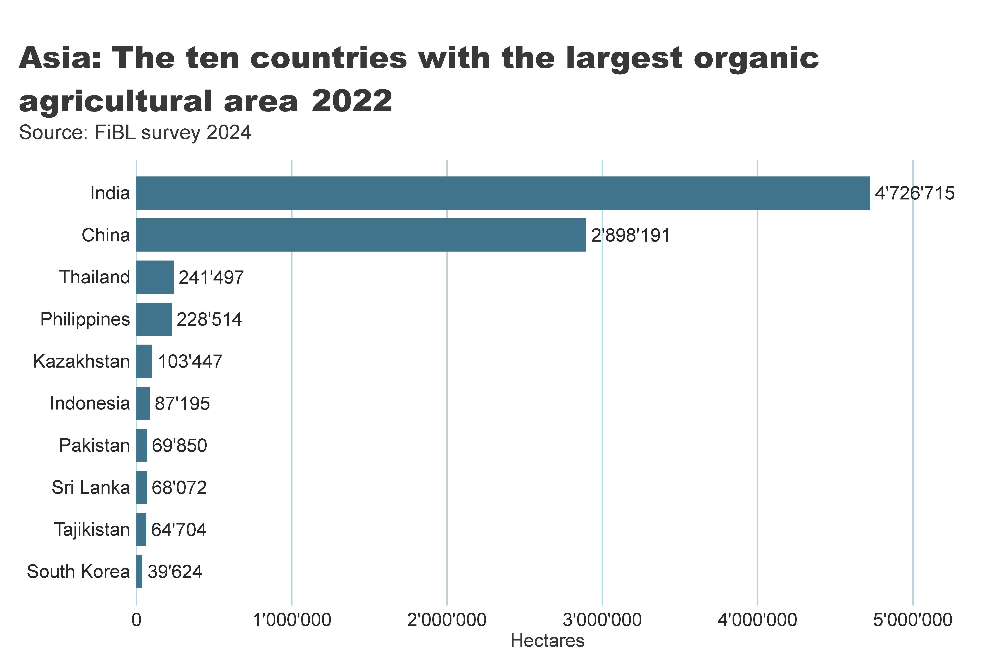 Asia: The ten countries with the largest organic
agricultural area 2022
Source: FiBL survey 2024
India 4'726'715
China 2'898'191
Thailand 241'497
Philippines 228'514
Kazakhstan 103'447
Indonesia 87'195
Pakistan 69'850
Sri Lanka 68'072
Tajikistan 64'704
South Korea 39'624
0 1'000'000 2'000'000 3'000'000 4'000'000 5'000'000
Hectares